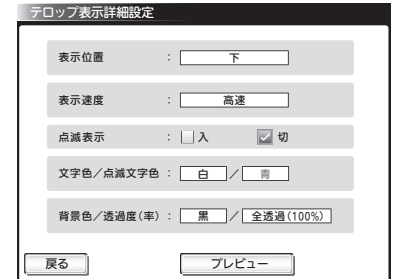 テロップ表示詳細設定
表示位置 : 下
表示速度 : 高速
点滅表示 : 入 切
文字色/点滅文字色 : 白 / 青
背景色/透過度(率) : 黒 / 全透過(100%)
戻る プレビュー